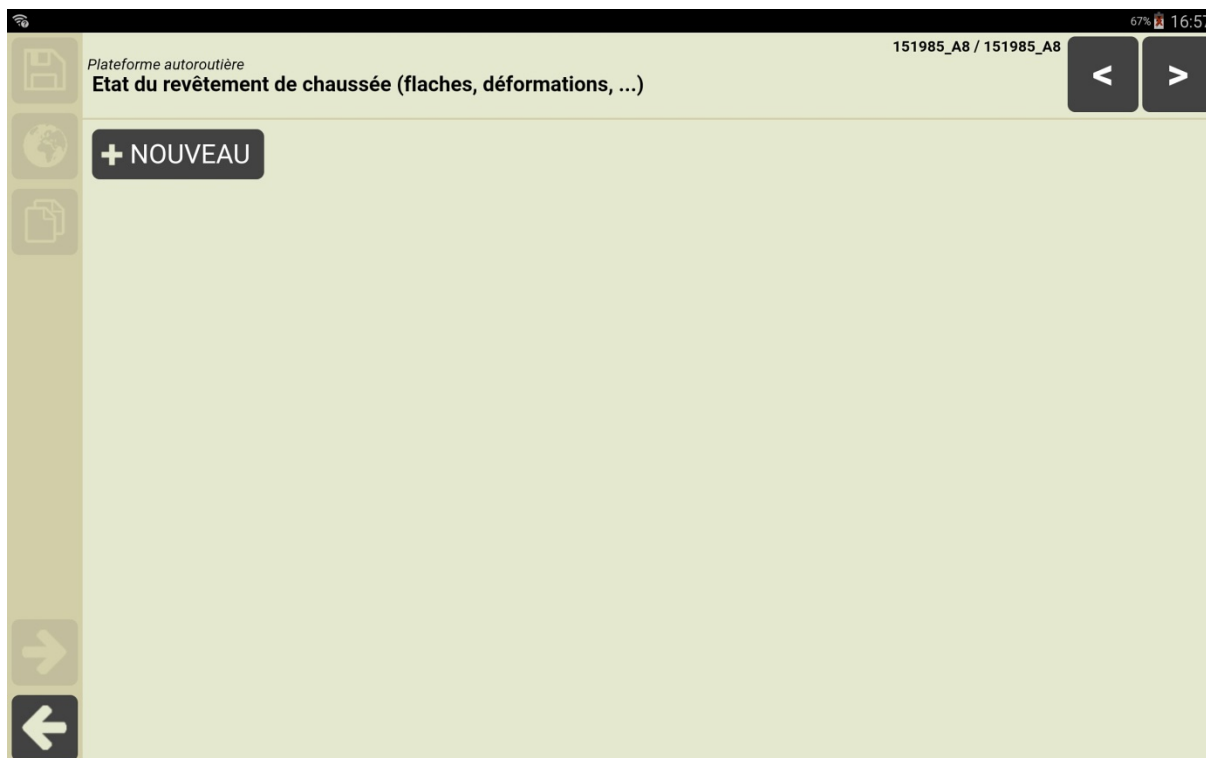 67% 16:57
151985_A8 / 151985_A8
Plateforme autoroutière
Etat du revêtement de chaussée (flaches, déformations, ...)
< >
+ NOUVEAU